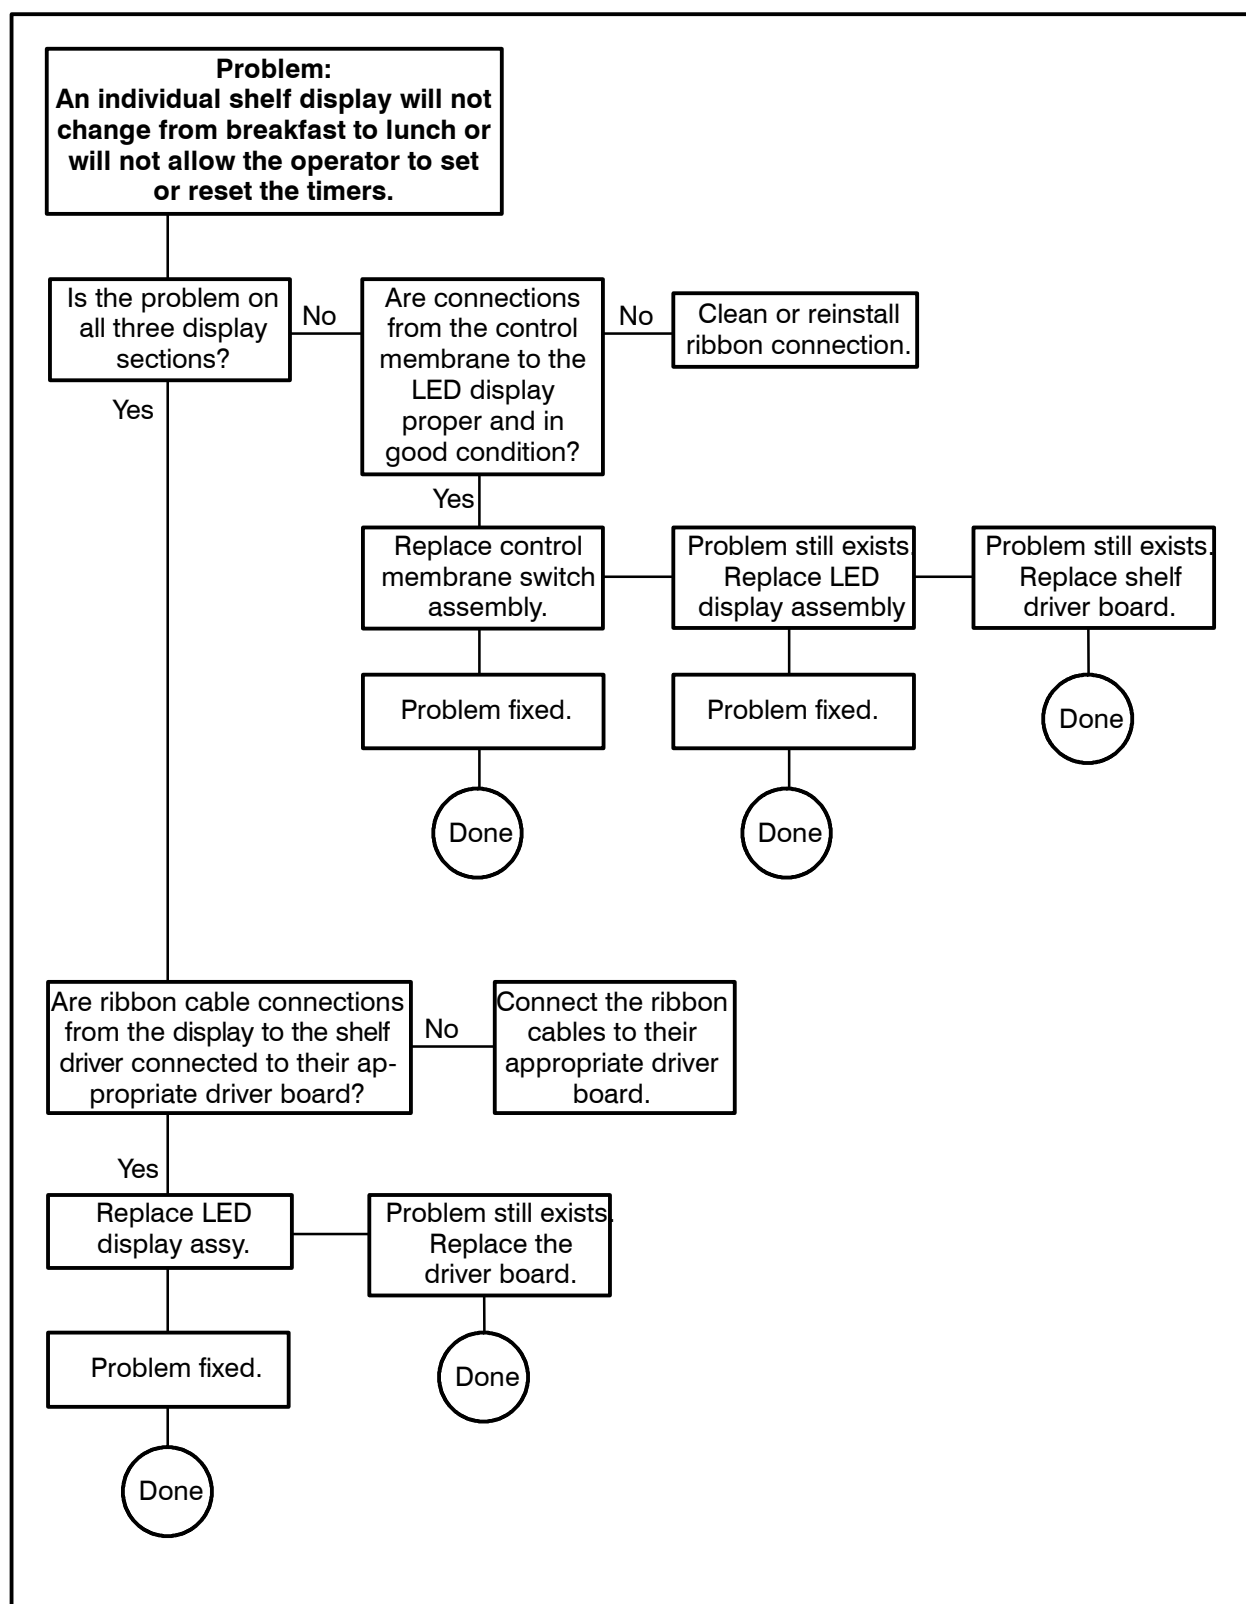 Problem:
An individual shelf display will not
change from breakfast to lunch or
will not allow the operator to set
or reset the timers.
Is the problem on
all three display
sections?
No
Are connections
from the control
membrane to the
LED display
proper and in
good condition?
No
Clean or reinstall
ribbon connection.
Yes
Yes
Replace control
membrane switch
assembly.
Problem still exists.
Replace LED
display assembly
Problem still exists.
Replace shelf
driver board.
Problem fixed.
Problem fixed.
Done
Done
Done
Are ribbon cable connections
from the display to the shelf
driver connected to their ap-
propriate driver board?
No
Connect the ribbon
cables to their
appropriate driver
board.
Yes
Replace LED
display assy.
Problem still exists.
Replace the
driver board.
Problem fixed.
Done
Done